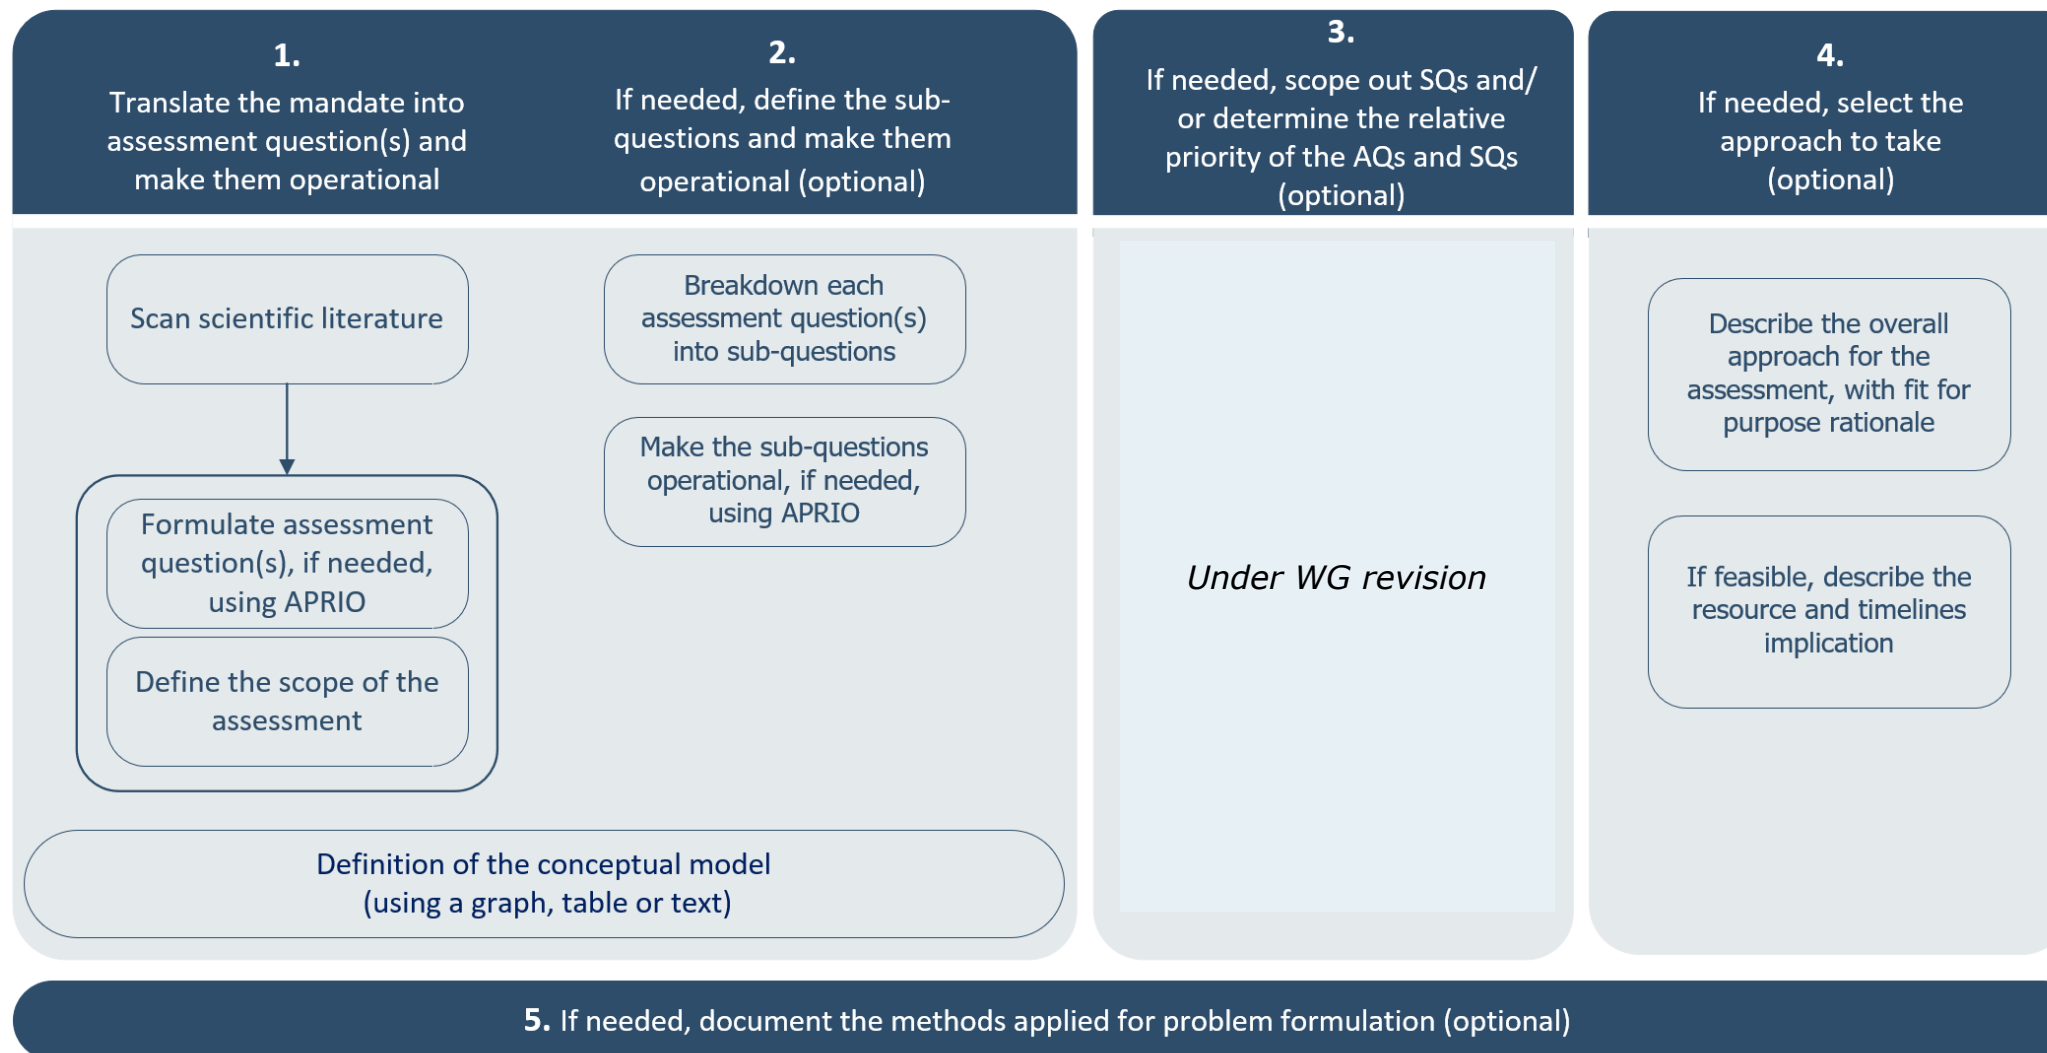 1.
Translate the mandate into
assessment question(s) and
make them operational
2.
If needed, define the sub-
questions and make them
operational (optional)
3.
If needed, scope out SQs and/
or determine the relative
priority of the AQs and SQs
(optional)
4.
If needed, select the
approach to take
(optional)
Scan scientific literature
Formulate assessment
question(s), if needed,
using APRIO
Define the scope of the
assessment
Breakdown each
assessment question(s)
into sub-questions
Make the sub-questions
operational, if needed,
using APRIO
Definition of the conceptual model
(using a graph, table or text)
Under WG revision
Describe the overall
approach for the
assessment, with fit for
purpose rationale
If feasible, describe the
resource and timelines
implication
5. If needed, document the methods applied for problem formulation (optional)